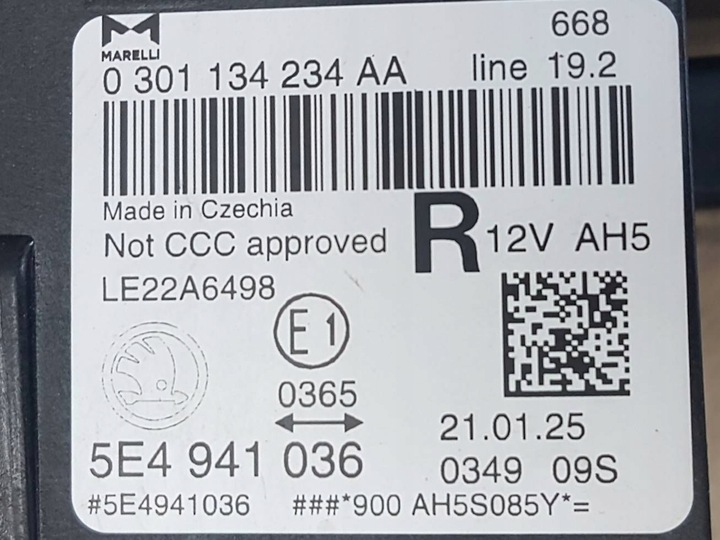 668
MARELLI
0 301 134 234 AA line 19.2
Made in Czechia
Not CCC approved R 12V AH5
LE22A6498
E1
0365
21.01.25
5E4 941 036 0349 09S
#5E4941036 ###*900 AH5S085Y*=